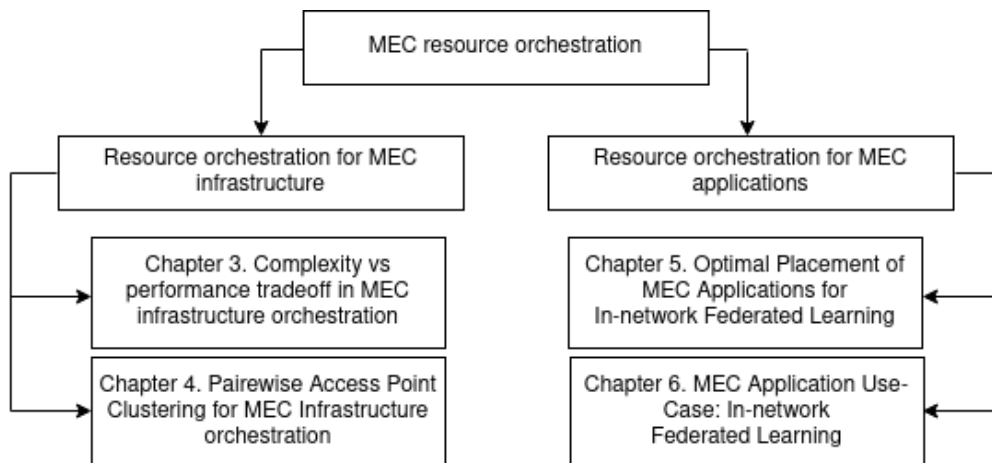 MEC resource orchestration
Resource orchestration for MEC
infrastructure
Resource orchestration for MEC
applications
Chapter 3. Complexity vs
performance tradeoff in MEC
infrastructure orchestration
Chapter 5. Optimal Placement of
MEC Applications for
In-network Federated Learning
Chapter 4. Pairewise Access Point
Clustering for MEC Infrastructure
orchestration
Chapter 6. MEC Application Use-
Case: In-network
Federated Learning